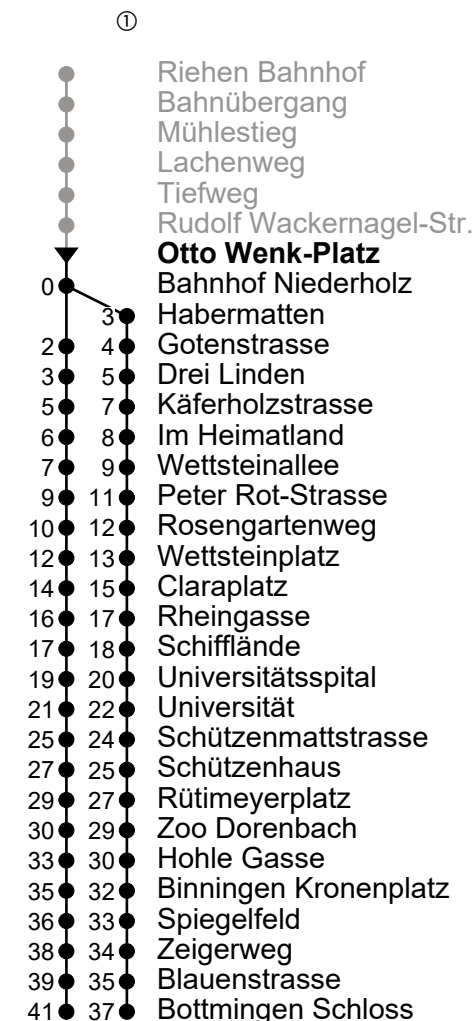 ①
Riehen Bahnhof
Bahnübergang
Mühlestieg
Lachenweg
Tiefweg
Rudolf Wackernagel-Str.
Otto Wenk-Platz
0 Bahnhof Niederholz
3 Habermatten
2 4 Gotenstrasse
3 5 Drei Linden
5 7 Käferholzstrasse
6 8 Im Heimatland
7 9 Wettsteinallee
9 11 Peter Rot-Strasse
10 12 Rosengartenweg
12 13 Wettsteinplatz
14 15 Claraplatz
16 17 Rheingasse
17 18 Schifflände
19 20 Universitätsspital
21 22 Universität
25 24 Schützenmattstrasse
27 25 Schützenhaus
29 27 Rütimeyerplatz
30 29 Zoo Dorenbach
33 30 Hohle Gasse
35 32 Binningen Kronenplatz
36 33 Spiegelfeld
38 34 Zeigerweg
39 35 Blauenstrasse
41 37 Bottmingen Schloss